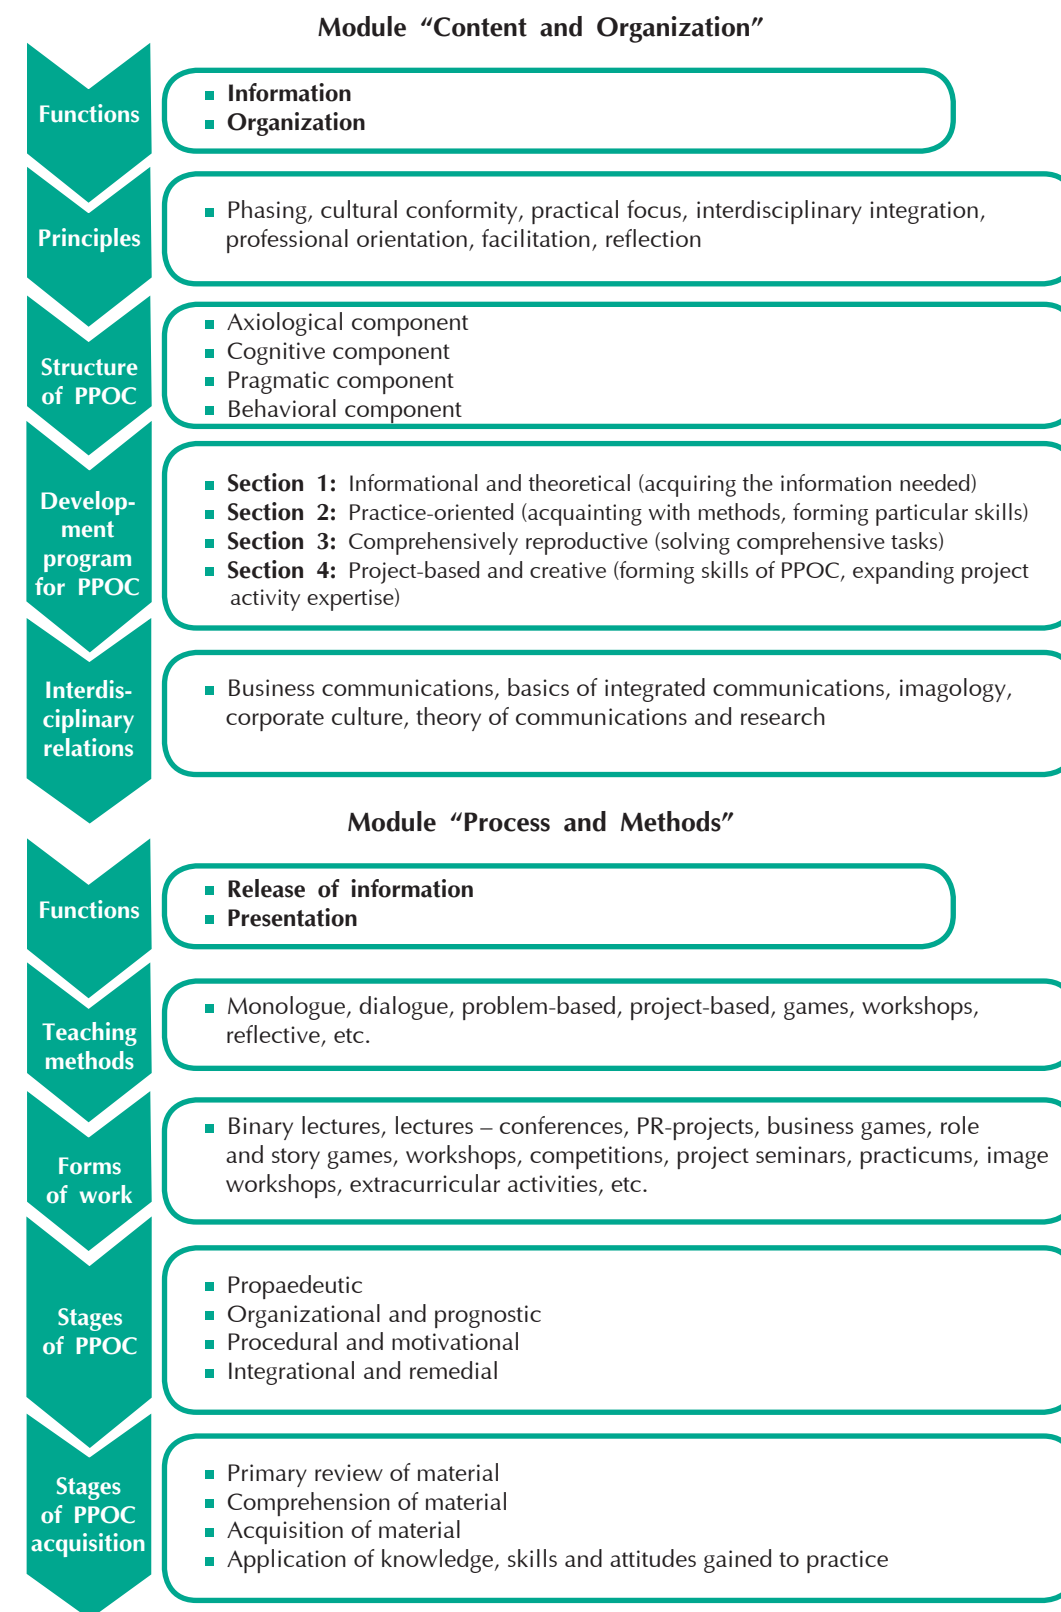 Module “Content and Organization”
Functions
▪ Information
▪ Organization
Principles
▪ Phasing, cultural conformity, practical focus, interdisciplinary integration,
professional orientation, facilitation, reflection
Structure
of PPOC
▪ Axiological component
▪ Cognitive component
▪ Pragmatic component
▪ Behavioral component
Develop-
ment
program
for PPOC
▪ Section 1: Informational and theoretical (acquiring the information needed)
▪ Section 2: Practice-oriented (acquainting with methods, forming particular skills)
▪ Section 3: Comprehensively reproductive (solving comprehensive tasks)
▪ Section 4: Project-based and creative (forming skills of PPOC, expanding project
activity expertise)
Interdis-
ciplinary
relations
▪ Business communications, basics of integrated communications, imagology,
corporate culture, theory of communications and research
Module “Process and Methods”
Functions
▪ Release of information
▪ Presentation
Teaching
methods
▪ Monologue, dialogue, problem-based, project-based, games, workshops,
reflective, etc.
Forms
of work
▪ Binary lectures, lectures – conferences, PR-projects, business games, role
and story games, workshops, competitions, project seminars, practicums, image
workshops, extracurricular activities, etc.
Stages
of PPOC
▪ Propaedeutic
▪ Organizational and prognostic
▪ Procedural and motivational
▪ Integrational and remedial
Stages
of PPOC
acquisition
▪ Primary review of material
▪ Comprehension of material
▪ Acquisition of material
▪ Application of knowledge, skills and attitudes gained to practice